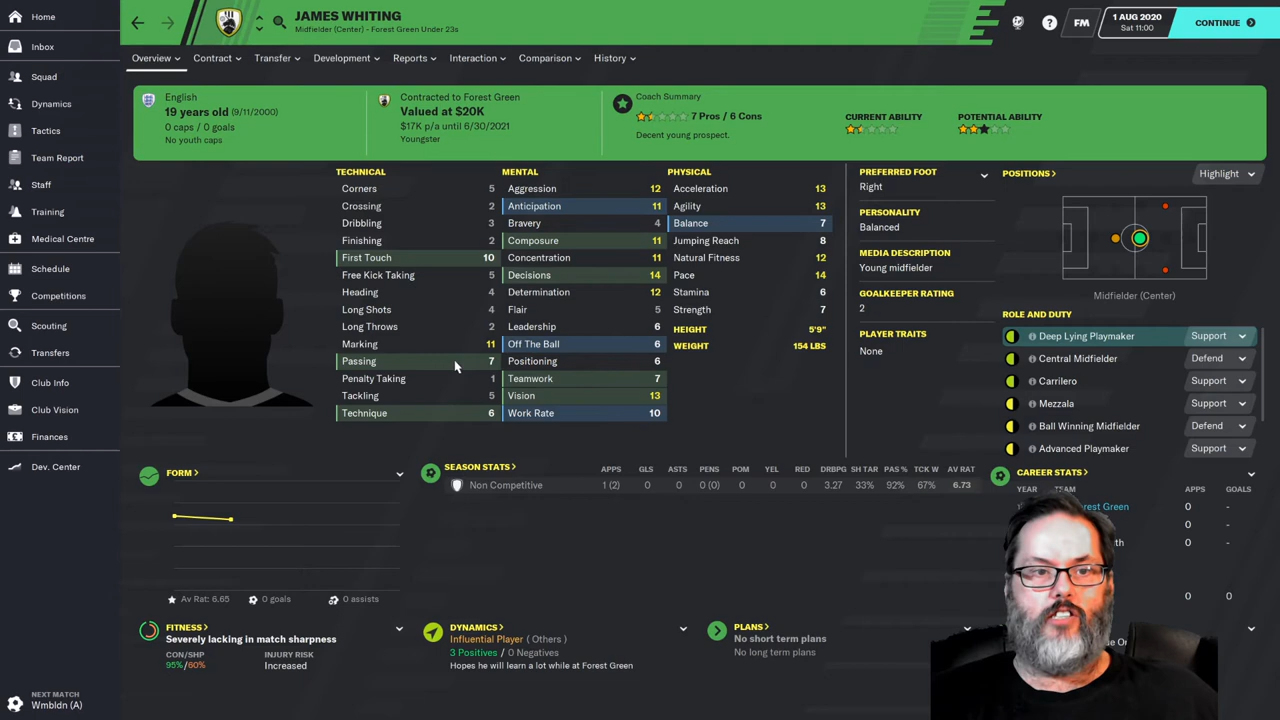 Home
Inbox
Squad
Dynamics
Tactics
Team Report
Staff
Training
Medical Centre
Schedule
Competitions
Scouting
Transfers
Club Info
Club Vision
Finances
Dev. Center
NEXT MATCH
Wmbldn (A)
JAMES WHITING
Midfielder (Center) - Forest Green Under 23s
FM
1 AUG 2020
Sat 11:00
CONTINUE
Overview Contract Transfer Development Reports Interaction Comparison History
English
19 years old (9/11/2000)
0 caps / 0 goals
No youth caps
Contracted to Forest Green
Valued at $20K
$17K p/a until 6/30/2021
Youngster
Coach Summary
7 Pros / 6 Cons
Decent young prospect.
CURRENT ABILITY
POTENTIAL ABILITY
TECHNICAL
Corners 5
Crossing 2
Dribbling 3
Finishing 2
First Touch 10
Free Kick Taking 5
Heading 4
Long Shots 4
Long Throws 2
Marking 11
Passing 7
Penalty Taking 1
Tackling 5
Technique 6
MENTAL
Aggression 12
Anticipation 11
Bravery 4
Composure 11
Concentration 11
Decisions 14
Determination 12
Flair 5
Leadership 6
Off The Ball 6
Positioning 6
Teamwork 7
Vision 13
Work Rate 10
PHYSICAL
Acceleration 13
Agility 13
Balance 7
Jumping Reach 8
Natural Fitness 12
Pace 14
Stamina 6
Strength 7
HEIGHT 5'9"
WEIGHT 154 LBS
PREFERRED FOOT
Right
PERSONALITY
Balanced
MEDIA DESCRIPTION
Young midfielder
GOALKEEPER RATING
2
PLAYER TRAITS
None
POSITIONS
Highlight
Midfielder (Center)
ROLE AND DUTY
Deep Lying Playmaker Support
Central Midfielder Defend
Carrilero Support
Mezzala Support
Ball Winning Midfielder Defend
Advanced Playmaker Support
FORM
Av Rat: 6.65 0 goals 0 assists
SEASON STATS APPS GLS ASTS PENS POM YEL RED DRBPG SH TAR PAS % TCK W AV RAT
Non Competitive 1 (2) 0 0 0 (0) 0 0 0 3.27 33% 92% 67% 6.73
CAREER STATS
YEAR TEAM APPS GOALS
orest Green 0 -
0 -
th 0 -
0 0
FITNESS
Severely lacking in match sharpness
CON/SHP
95%/60%
INJURY RISK
Increased
DYNAMICS
Influential Player ( Others )
3 Positives / 0 Negatives
Hopes he will learn a lot while at Forest Green
PLANS
No short term plans
No long term plans